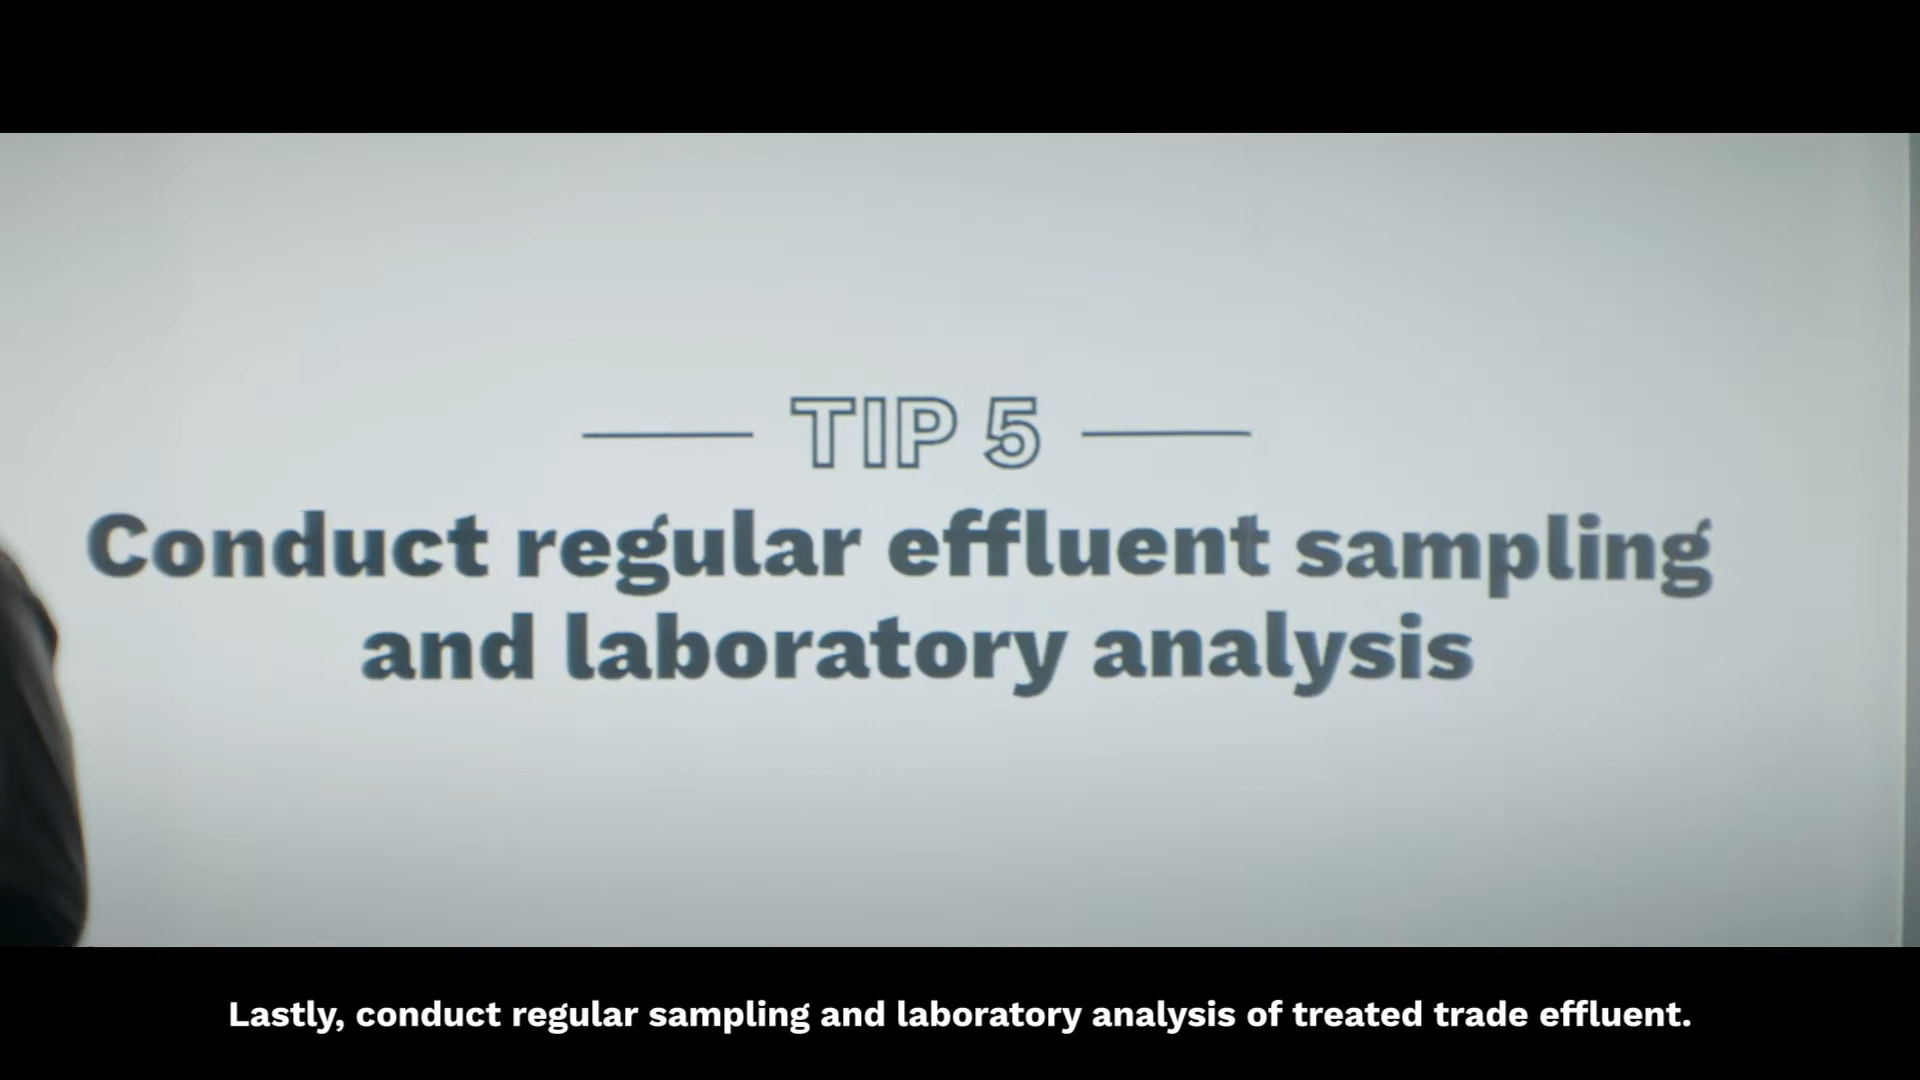 TIP 5
Conduct regular effluent sampling
and laboratory analysis
Lastly, conduct regular sampling and laboratory analysis of treated trade effluent.